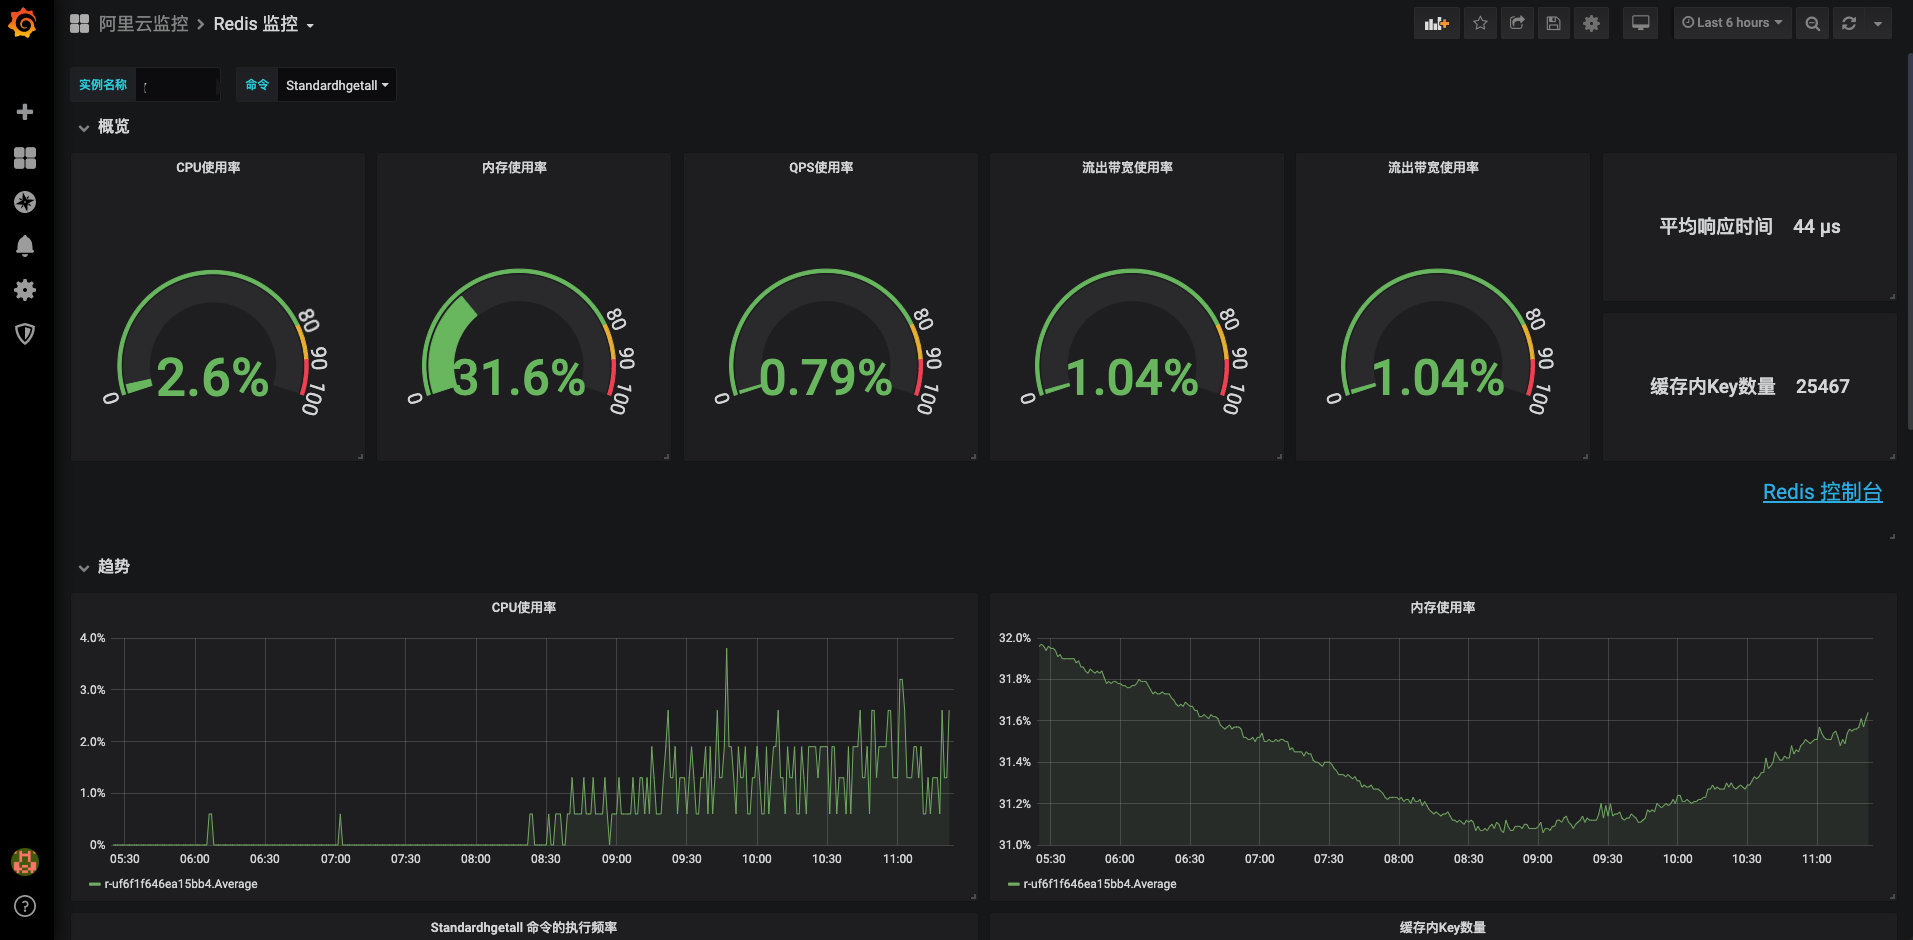 阿里云监控 > Redis 监控
Last 6 hours
实例名称
命令 Standardhgetall
概览
CPU使用率
0 80 90 100
2.6%
内存使用率
0 80 90 100
31.6%
QPS使用率
0 80 90 100
0.79%
流出带宽使用率
0 80 90 100
1.04%
流出带宽使用率
0 80 90 100
1.04%
平均响应时间 44 μs
缓存内Key数量 25467
Redis 控制台
趋势
CPU使用率
4.0%
3.0%
2.0%
1.0%
0%
05:30 06:00 06:30 07:00 07:30 08:00 08:30 09:00 09:30 10:00 10:30 11:00
r-uf6f1f646ea15bb4.Average
内存使用率
32.0%
31.8%
31.6%
31.4%
31.2%
31.0%
05:30 06:00 06:30 07:00 07:30 08:00 08:30 09:00 09:30 10:00 10:30 11:00
r-uf6f1f646ea15bb4.Average
Standardhgetall 命令的执行频率
缓存内Key数量